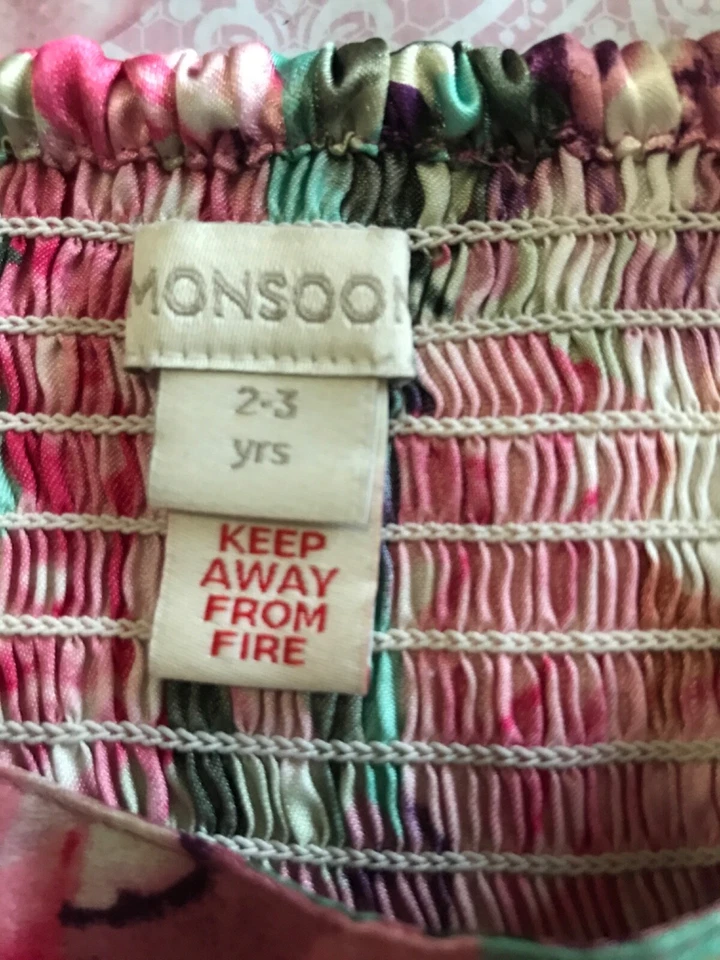 MONSOON
2-3
yrs
KEEP
AWAY
FROM
FIRE